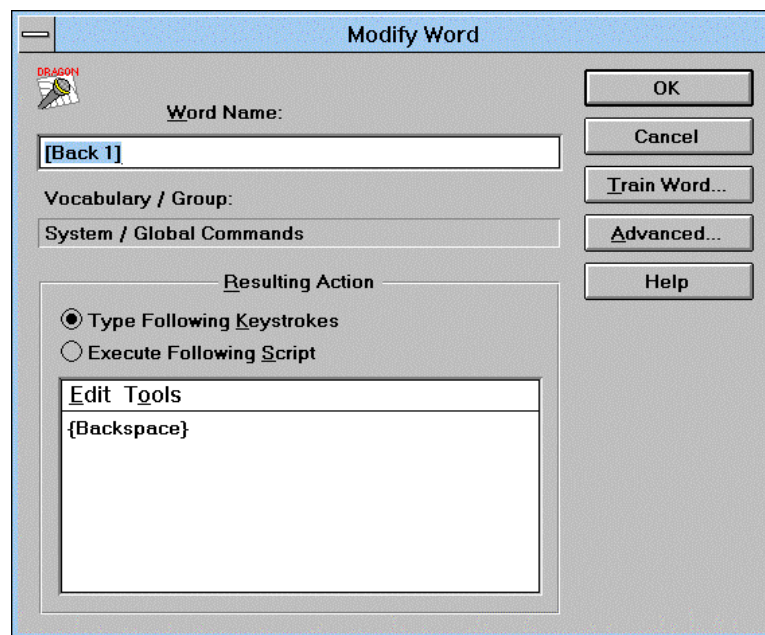 Modify Word
DRAGON
Word Name:
[Back 1]
Vocabulary / Group:
System / Global Commands
Resulting Action
Type Following Keystrokes
Execute Following Script
Edit Tools
{Backspace}
OK
Cancel
Train Word...
Advanced...
Help